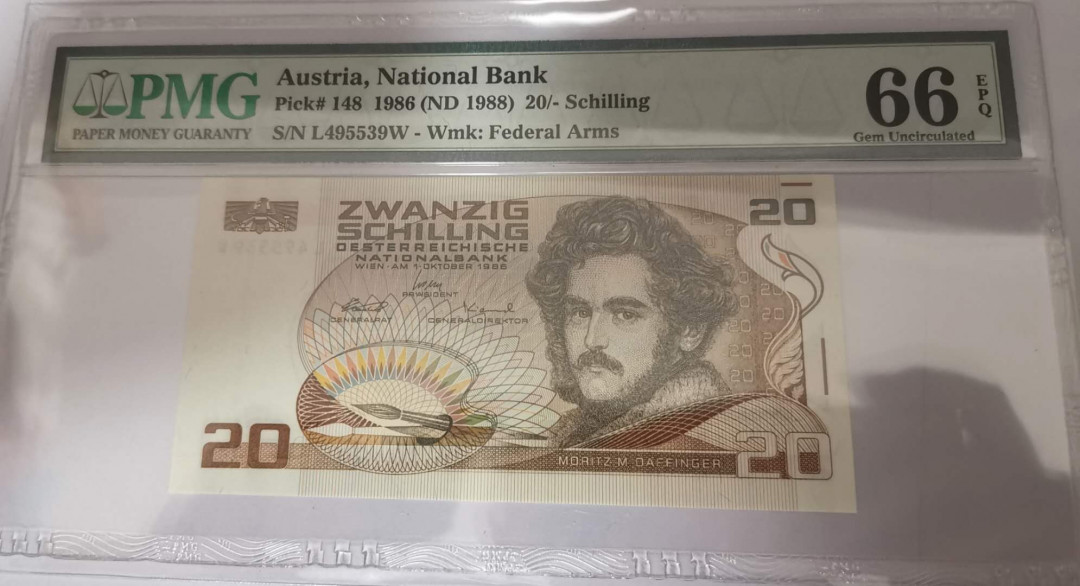 PMG
PAPER MONEY GUARANTY
Austria, National Bank
Pick# 148 1986 (ND 1988) 20/- Schilling
S/N L495539W - Wmk: Federal Arms
66
EPQ
Gem Uncirculated
ZWANZIG
SCHILLING
OESTERREICHISCHE
NATIONALBANK
WIEN · AM 1 · OKTOBER 1986
PRÄSIDENT
GENERALRAT
GENERALDIREKTOR
20
20
MORITZ M. DAFFINGER
20